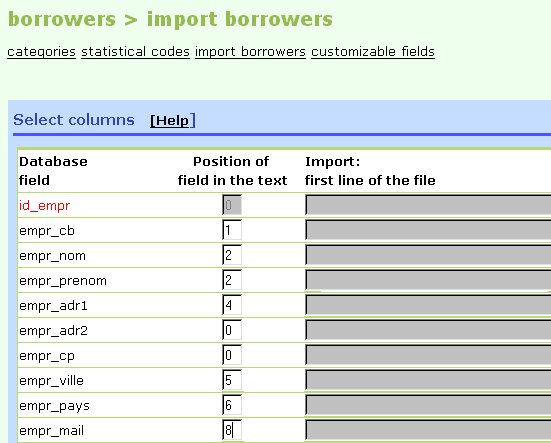 borrowers > import borrowers
categories statistical codes import borrowers customizable fields
Select columns [Help]
Database field Position of field in the text Import: first line of the file
id_empr 0
empr_cb 1
empr_nom 2
empr_prenom 2
empr_adr1 4
empr_adr2 0
empr_cp 0
empr_ville 5
empr_pays 6
empr_mail 8